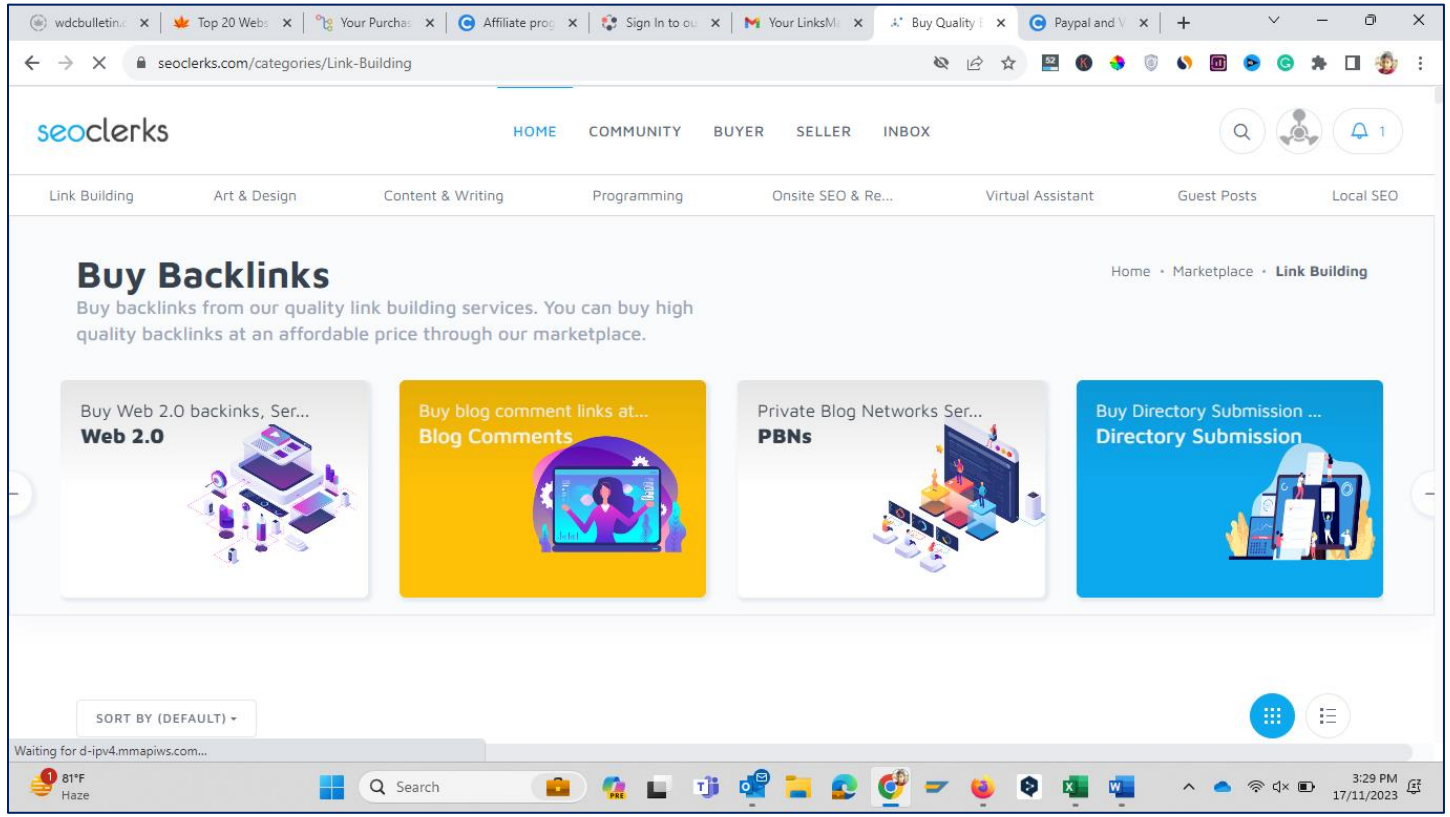 wdcbulletin.c
Top 20 Webs
Your Purchas
Affiliate prog
Sign In to ou
Your LinksMa
Buy Quality B
Paypal and V
seoclerks.com/categories/Link-Building
seoclerks
HOME COMMUNITY BUYER SELLER INBOX
1
Link Building Art & Design Content & Writing Programming Onsite SEO & Re... Virtual Assistant Guest Posts Local SEO
Buy Backlinks
Home • Marketplace • Link Building
Buy backlinks from our quality link building services. You can buy high
quality backlinks at an affordable price through our marketplace.
Buy Web 2.0 backinks, Ser...
Web 2.0
Buy blog comment links at...
Blog Comments
Private Blog Networks Ser...
PBNs
Buy Directory Submission ...
Directory Submission
SORT BY (DEFAULT)
Waiting for d-ipv4.mmapiws.com...
1
81°F
Haze
Search
PRE
3:29 PM
17/11/2023